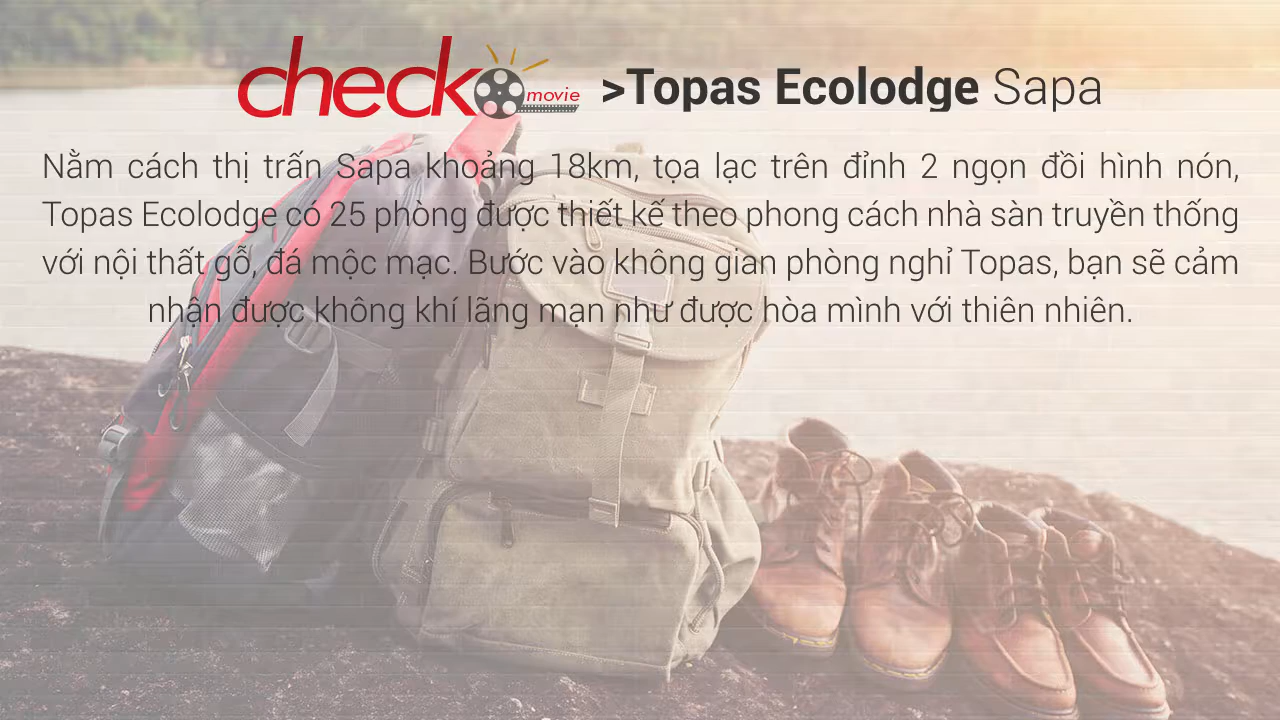 checko movie >Topas Ecolodge Sapa
Nằm cách thị trấn Sapa khoảng 18km, tọa lạc trên đỉnh 2 ngọn đồi hình nón,
Topas Ecolodge có 25 phòng được thiết kế theo phong cách nhà sàn truyền thống
với nội thất gỗ, đá mộc mạc. Bước vào không gian phòng nghỉ Topas, bạn sẽ cảm
nhận được không khí lãng mạn như được hòa mình với thiên nhiên.